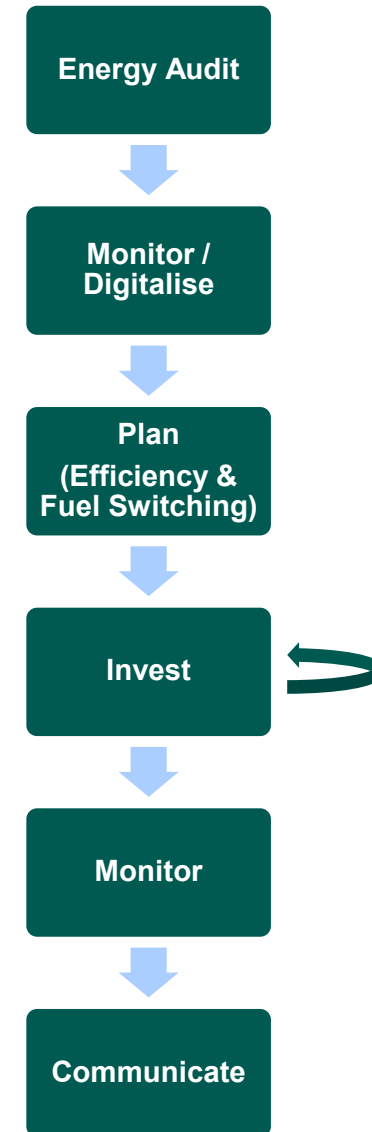 Energy Audit
Monitor /
Digitalise
Plan
(Efficiency &
Fuel Switching)
Invest
Monitor
Communicate